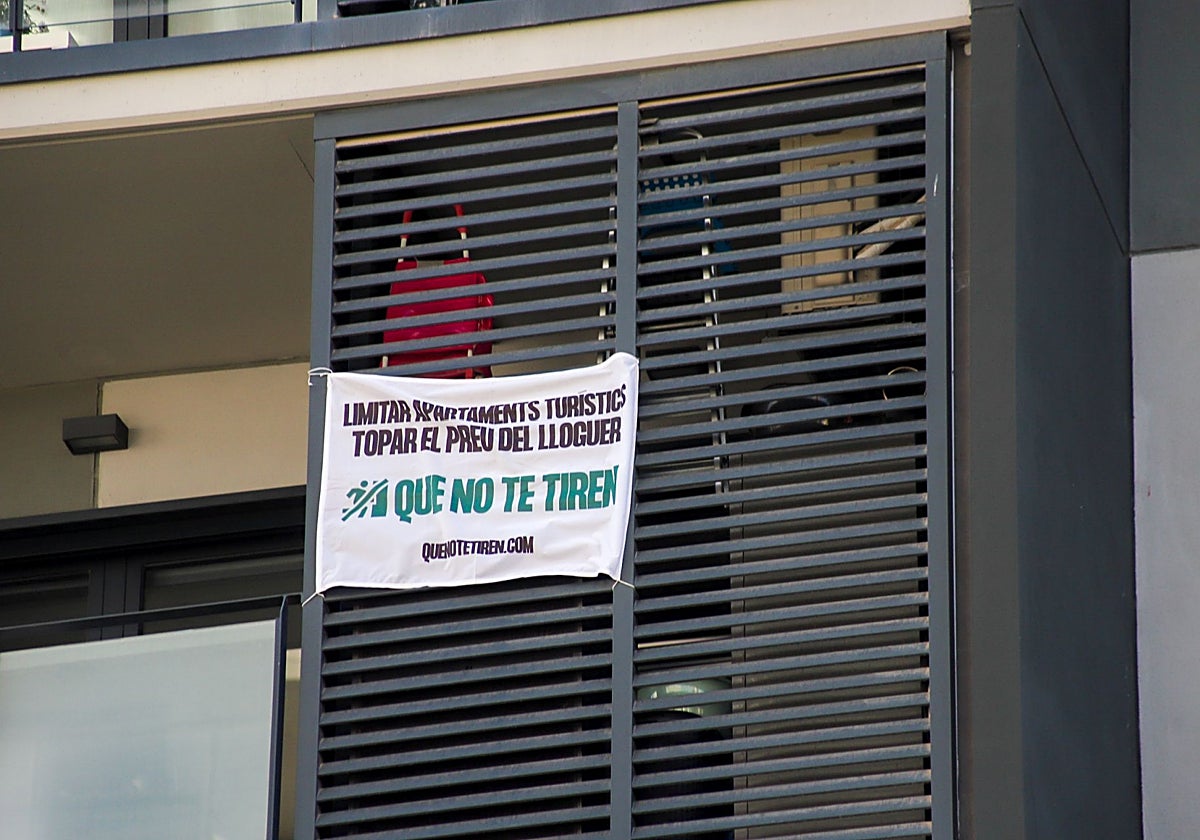 LIMITAR APARTAMENTS TURÍSTICS
TOPAR EL PREU DEL LLOGUER
QUE NO TE TIREN
QUENOTETIREN.COM